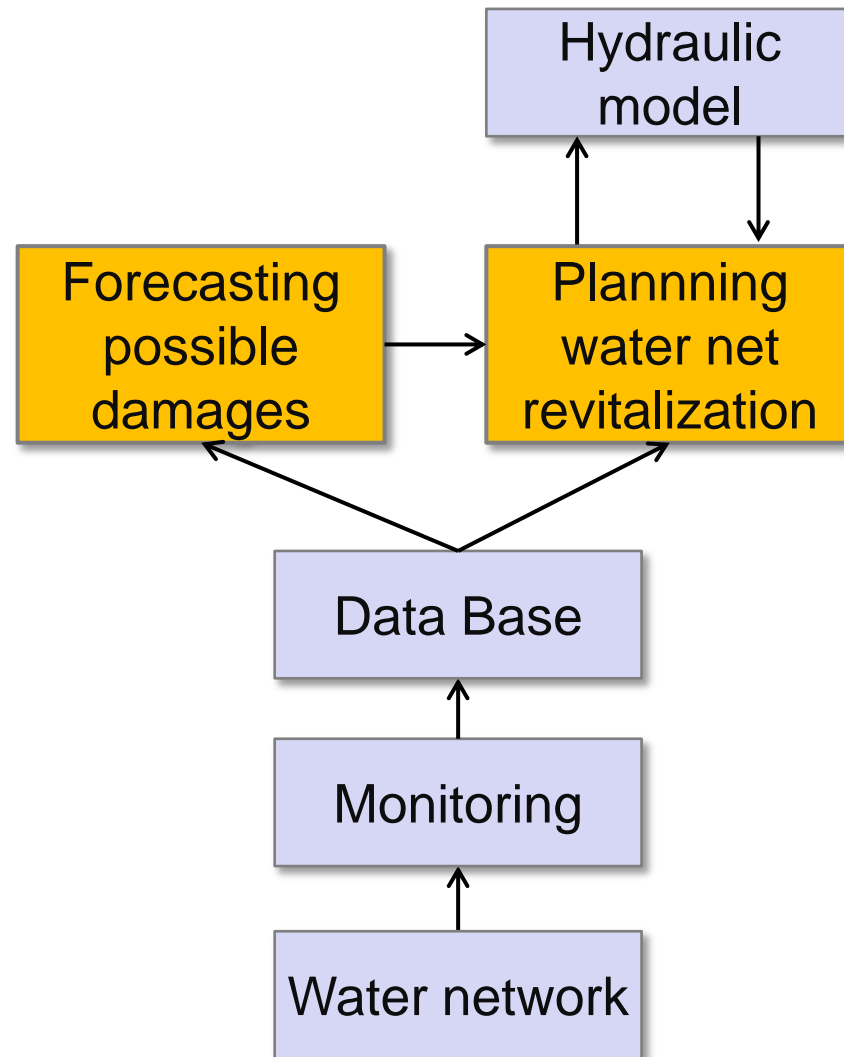 Hydraulic
model
Forecasting
possible
damages
Plannning
water net
revitalization
Data Base
Monitoring
Water network